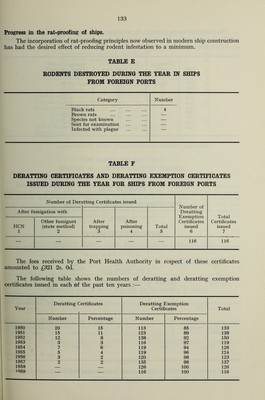 133
Progress in the rat-proofing of ships.
The incorporation of rat-proofing principles now observed in modern ship construction
has had the desired effect of reducing rodent infestation to a minimum.
TABLE E
RODENTS DESTROYED DURING THE YEAR IN SHIPS
FROM FOREIGN PORTS
Category Number
Black rats ... ... ... 4
Brown rats ... ... ... —
Species not known ... ... —
Sent for examination ... ... —
Infected with plague ... ... —
TABLE F
DERATTING CERTIFICATES AND DERATTING EXEMPTION CERTIFICATES
ISSUED DURING THE YEAR FOR SHIPS FROM FOREIGN PORTS
Number of Deratting Certificates issued
Number of
Deratting
Exemption
Certificates
issued
6
Total
Certificates
issued
7
After fumigation with
HCN
1
Other fumigant
(state method)
2
After
trapping
3
After
poisoning
4
Total
5
— — — — — 116 116
The fees received by the Port Health Authority in respect of these certificates
amounted to £321 2s. 0d.
The following table shows the numbers of deratting and deratting exemption
certificates issued in each of the past ten years :—
Year Deratting Certificates Deratting Exemption
Certificates Total
Number Percentage Number Percentage
1960 20 15 113 85 133
1951 15 11 123 89 138
1952 12 8 138 92 150
1953 3 3 116 97 119
1954 7 6 119 94 126
1955 5 4 119 96 124
1956 3 2 120 98 123
1957 2 2 135 98 137
1958 — — 126 100 126
1959 — — 116 100 116